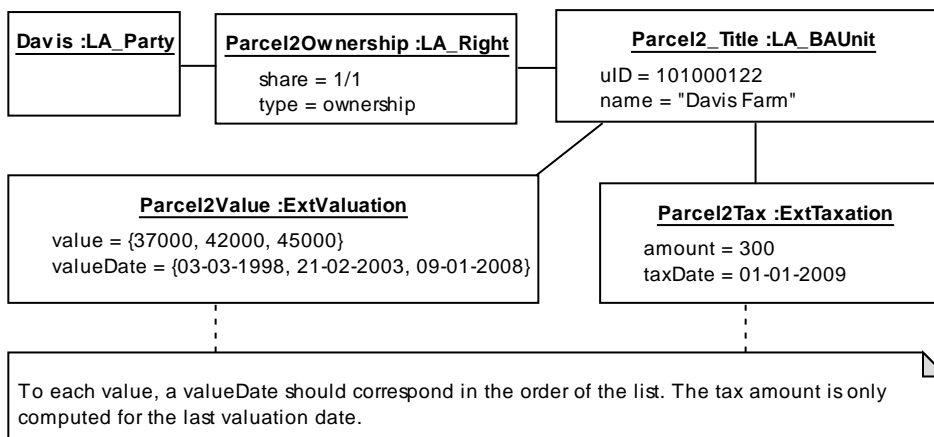 Davis :LA_Party
Parcel2Ownership :LA_Right
share = 1/1
type = ownership
Parcel2_Title :LA_BAUnit
uID = 101000122
name = "Davis Farm"
Parcel2Value :ExtValuation
value = {37000, 42000, 45000}
valueDate = {03-03-1998, 21-02-2003, 09-01-2008}
Parcel2Tax :ExtTaxation
amount = 300
taxDate = 01-01-2009
To each value, a valueDate should correspond in the order of the list. The tax amount is only
computed for the last valuation date.